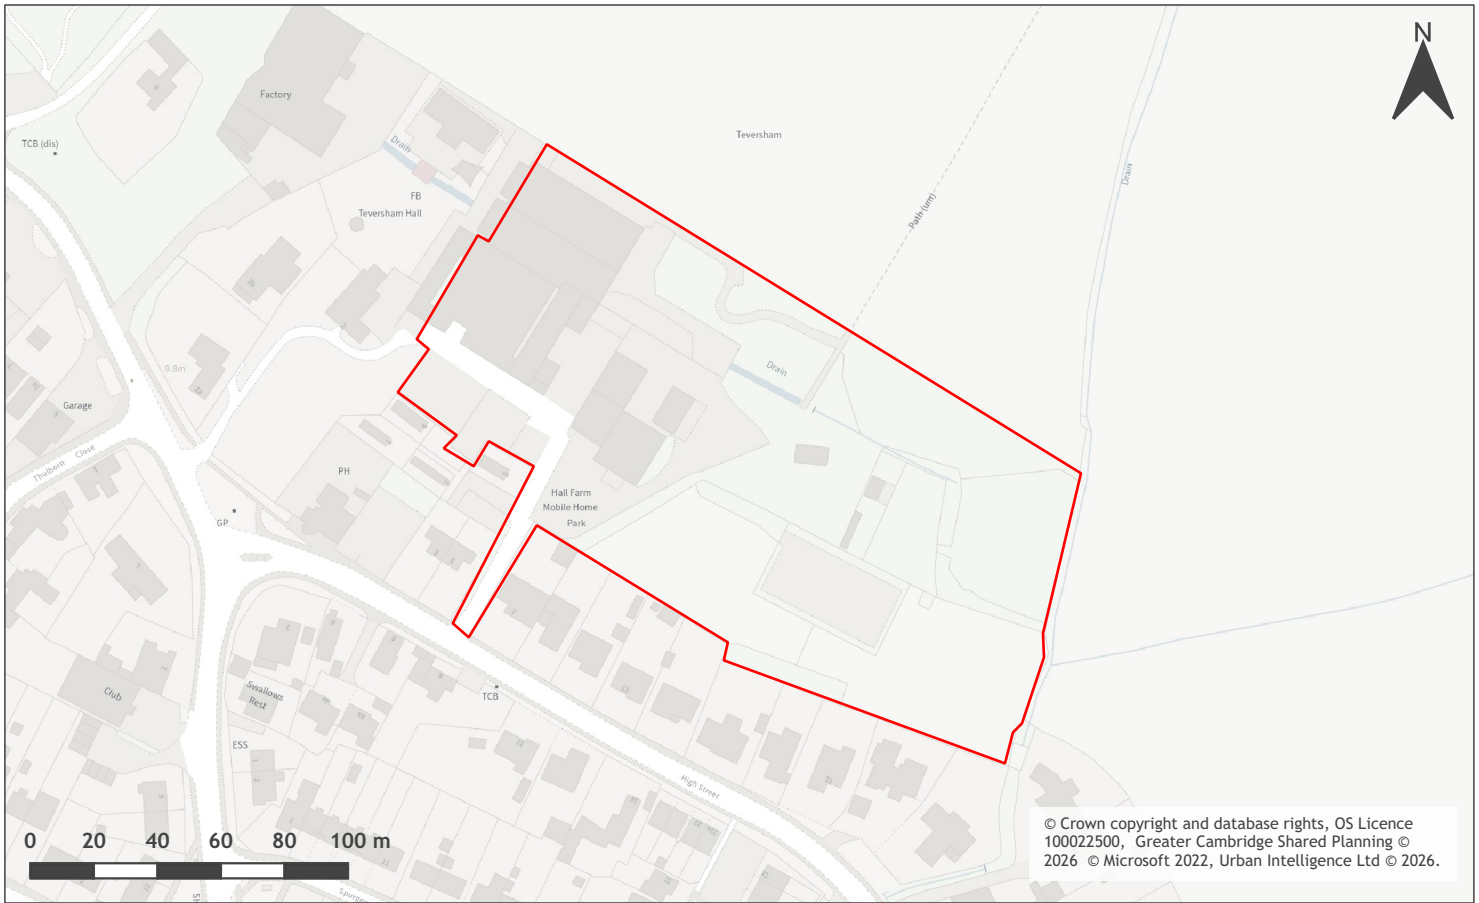 N
Factory
TCB (dis)
Drain
Teversham
Drain
Path (um)
FB
Teversham Hall
9.8m
Drain
Garage
Thulborn Close
PH
GP
Hall Farm
Mobile Home
Park
Club
Swallows
Rest
TCB
ESS
High Street
0 20 40 60 80 100 m
© Crown copyright and database rights, OS Licence
100022500, Greater Cambridge Shared Planning ©
2026 © Microsoft 2022, Urban Intelligence Ltd © 2026.